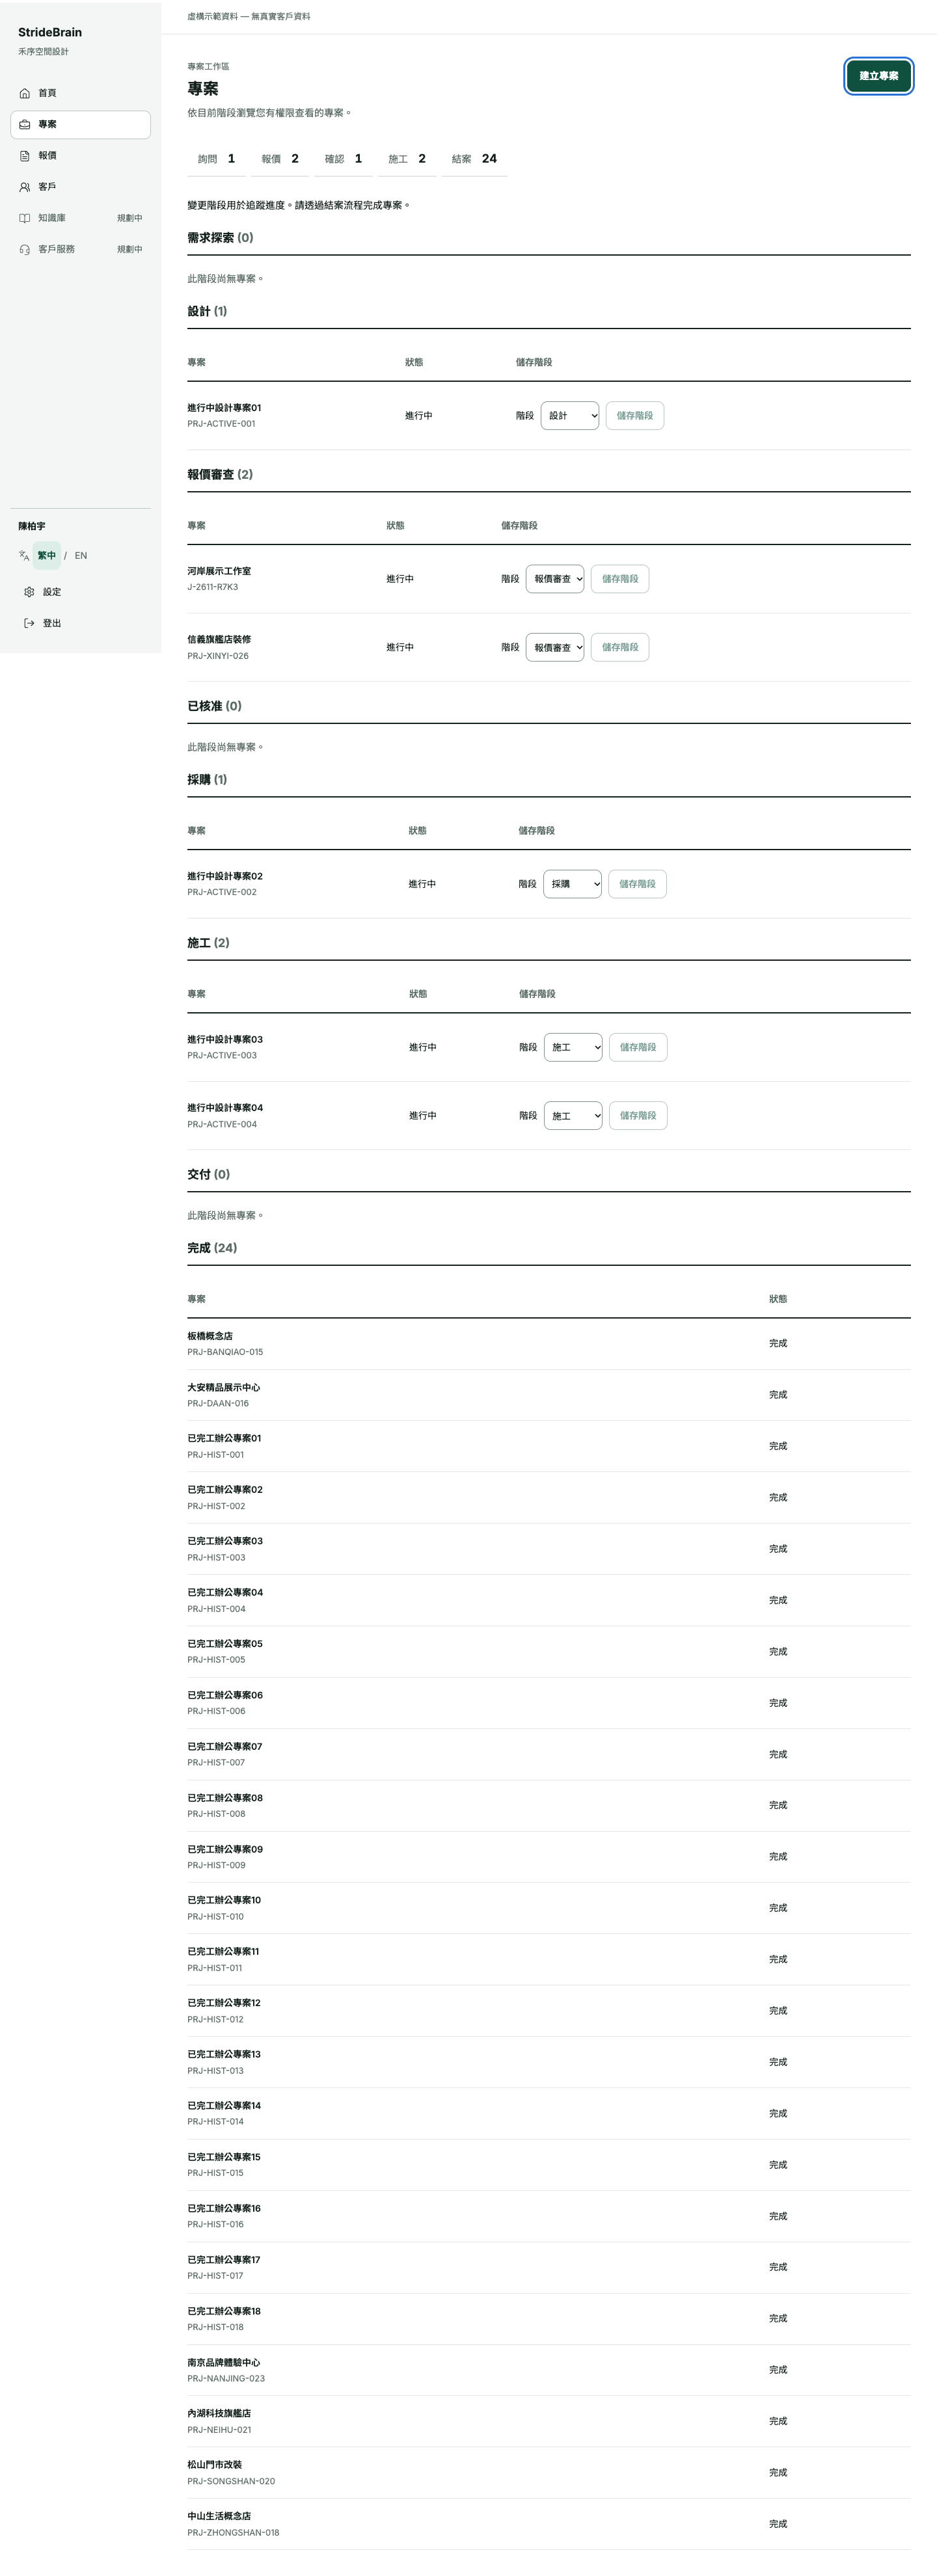 StrideBrain
禾序空間設計
首頁
專案
報價
客戶
知識庫 規劃中
客戶服務 規劃中
陳柏宇
繁中 / EN
設定
登出
虛構示範資料 — 無真實客戶資料
專案工作區
專案
依目前階段瀏覽您有權限查看的專案。
建立專案
詢問 1 報價 2 確認 1 施工 2 結案 24
變更階段用於追蹤進度。請透過結案流程完成專案。
需求探索 (0)
此階段尚無專案。
設計 (1)
專案 狀態 儲存階段
進行中設計專案01
PRJ-ACTIVE-001
進行中 階段 設計 儲存階段
報價審查 (2)
專案 狀態 儲存階段
河岸展示工作室
J-2611-R7K3
進行中 階段 報價審查 儲存階段
信義旗艦店裝修
PRJ-XINYI-026
進行中 階段 報價審查 儲存階段
已核准 (0)
此階段尚無專案。
採購 (1)
專案 狀態 儲存階段
進行中設計專案02
PRJ-ACTIVE-002
進行中 階段 採購 儲存階段
施工 (2)
專案 狀態 儲存階段
進行中設計專案03
PRJ-ACTIVE-003
進行中 階段 施工 儲存階段
進行中設計專案04
PRJ-ACTIVE-004
進行中 階段 施工 儲存階段
交付 (0)
此階段尚無專案。
完成 (24)
專案 狀態
板橋概念店
PRJ-BANQIAO-015
完成
大安精品展示中心
PRJ-DAAN-016
完成
已完工辦公專案01
PRJ-HIST-001
完成
已完工辦公專案02
PRJ-HIST-002
完成
已完工辦公專案03
PRJ-HIST-003
完成
已完工辦公專案04
PRJ-HIST-004
完成
已完工辦公專案05
PRJ-HIST-005
完成
已完工辦公專案06
PRJ-HIST-006
完成
已完工辦公專案07
PRJ-HIST-007
完成
已完工辦公專案08
PRJ-HIST-008
完成
已完工辦公專案09
PRJ-HIST-009
完成
已完工辦公專案10
PRJ-HIST-010
完成
已完工辦公專案11
PRJ-HIST-011
完成
已完工辦公專案12
PRJ-HIST-012
完成
已完工辦公專案13
PRJ-HIST-013
完成
已完工辦公專案14
PRJ-HIST-014
完成
已完工辦公專案15
PRJ-HIST-015
完成
已完工辦公專案16
PRJ-HIST-016
完成
已完工辦公專案17
PRJ-HIST-017
完成
已完工辦公專案18
PRJ-HIST-018
完成
南京品牌體驗中心
PRJ-NANJING-023
完成
內湖科技旗艦店
PRJ-NEIHU-021
完成
松山門市改裝
PRJ-SONGSHAN-020
完成
中山生活概念店
PRJ-ZHONGSHAN-018
完成